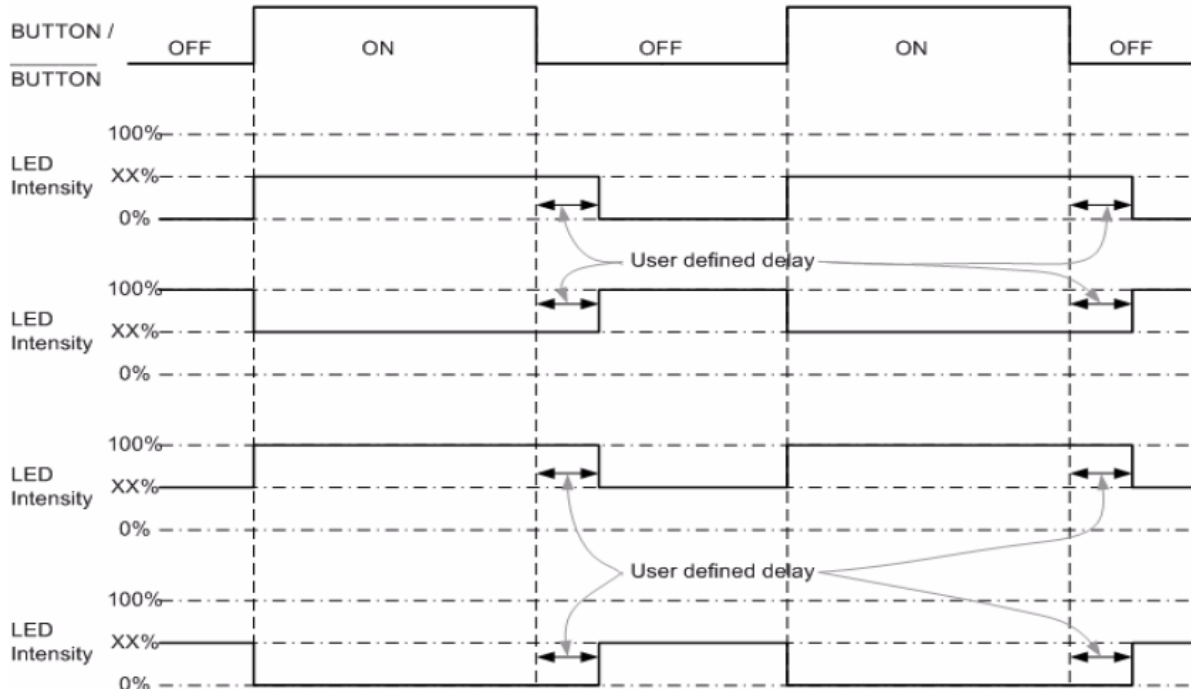 BUTTON /
BUTTON
OFF
ON
OFF
ON
OFF
100%
LED
Intensity
XX%
0%
User defined delay
100%
LED
Intensity
XX%
0%
100%
LED
Intensity
XX%
0%
User defined delay
100%
LED
Intensity
XX%
0%